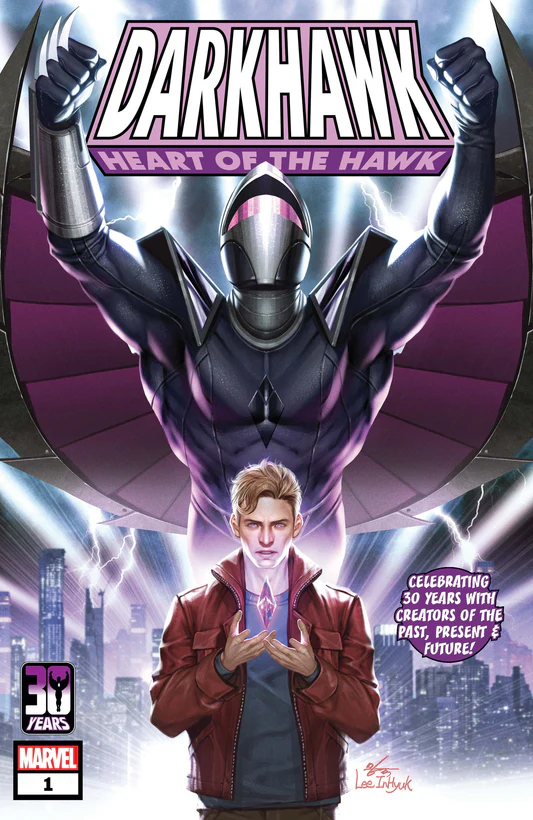 DARKHAWK
HEART OF THE HAWK
CELEBRATING
30 YEARS WITH
CREATORS OF THE
PAST, PRESENT &
FUTURE!
30
YEARS
MARVEL
1
Lee InHyuk